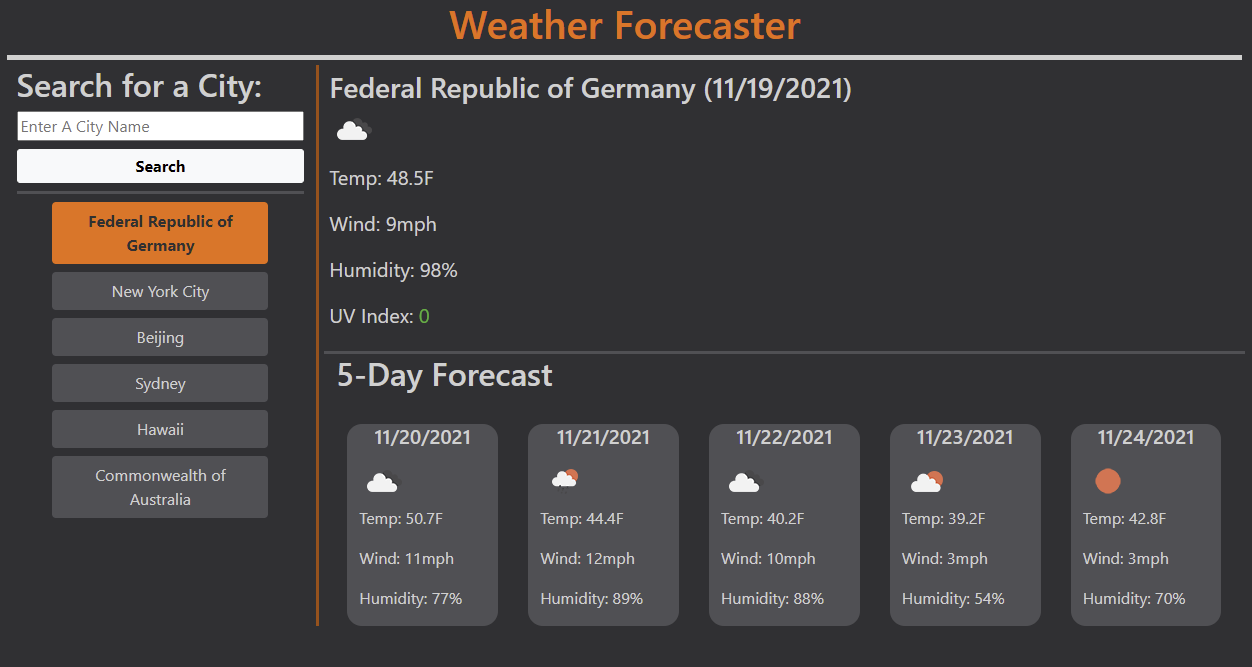 Weather Forecaster
Search for a City:
Enter A City Name
Search
Federal Republic of
Germany
New York City
Beijing
Sydney
Hawaii
Commonwealth of
Australia
Federal Republic of Germany (11/19/2021)
Temp: 48.5F
Wind: 9mph
Humidity: 98%
UV Index: 0
5-Day Forecast
11/20/2021
Temp: 50.7F
Wind: 11mph
Humidity: 77%
11/21/2021
Temp: 44.4F
Wind: 12mph
Humidity: 89%
11/22/2021
Temp: 40.2F
Wind: 10mph
Humidity: 88%
11/23/2021
Temp: 39.2F
Wind: 3mph
Humidity: 54%
11/24/2021
Temp: 42.8F
Wind: 3mph
Humidity: 70%